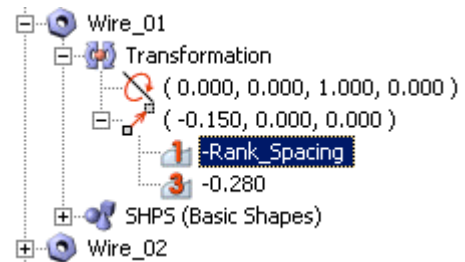 Wire_01
Transformation
( 0.000, 0.000, 1.000, 0.000 )
( -0.150, 0.000, 0.000 )
1 -Rank_Spacing
3 -0.280
SHPS (Basic Shapes)
Wire_02